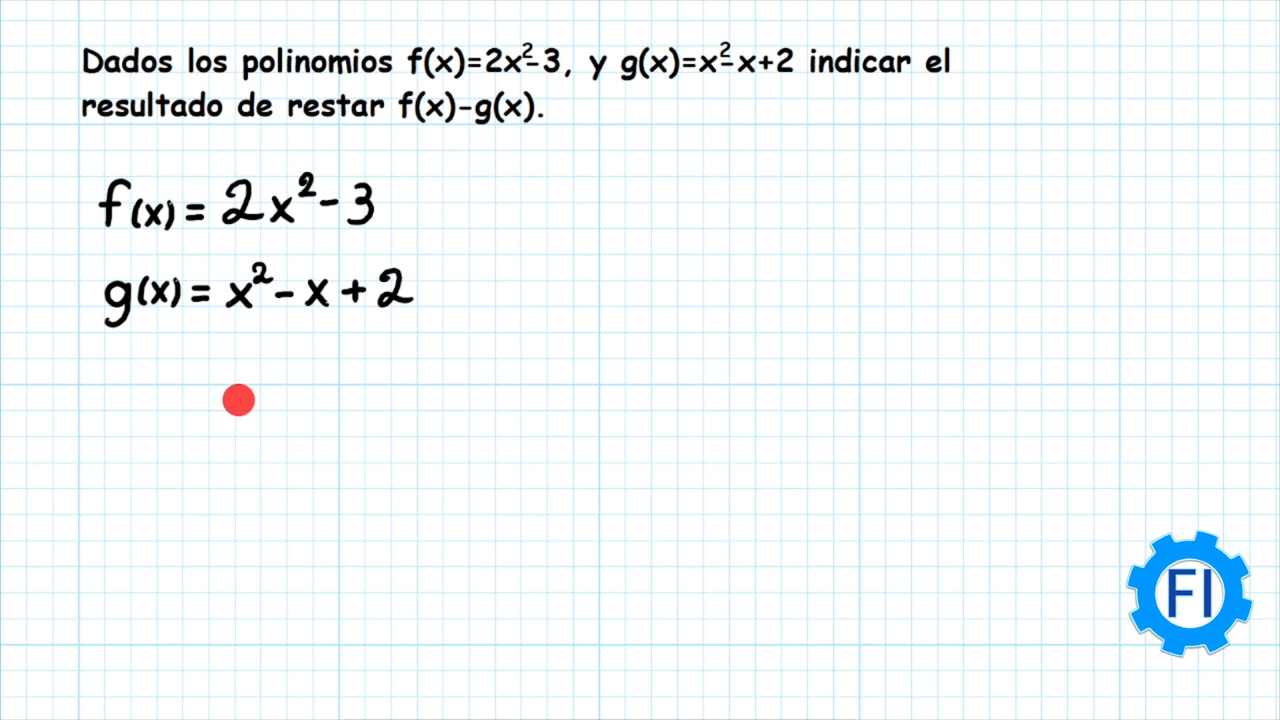 Dados los polinomios f(x)=2x²-3, y g(x)=x²-x+2 indicar el
resultado de restar f(x)-g(x).
f(x) = 2x² - 3
g(x) = x² - x + 2
FI